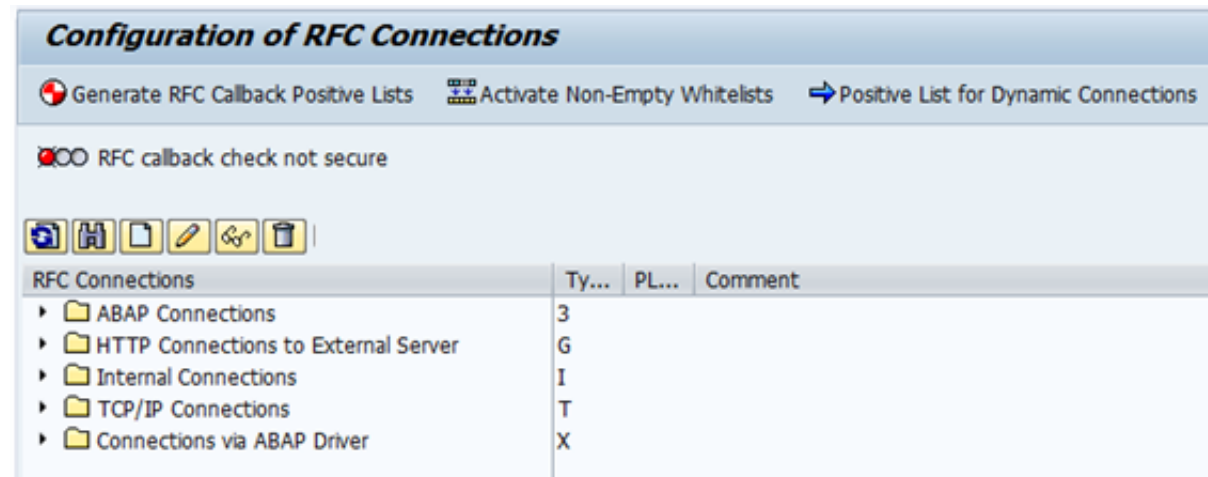 Configuration of RFC Connections
Generate RFC Callback Positive Lists Activate Non-Empty Whitelists Positive List for Dynamic Connections
RFC callback check not secure
RFC Connections Ty... PL... Comment
ABAP Connections 3
HTTP Connections to External Server G
Internal Connections I
TCP/IP Connections T
Connections via ABAP Driver X